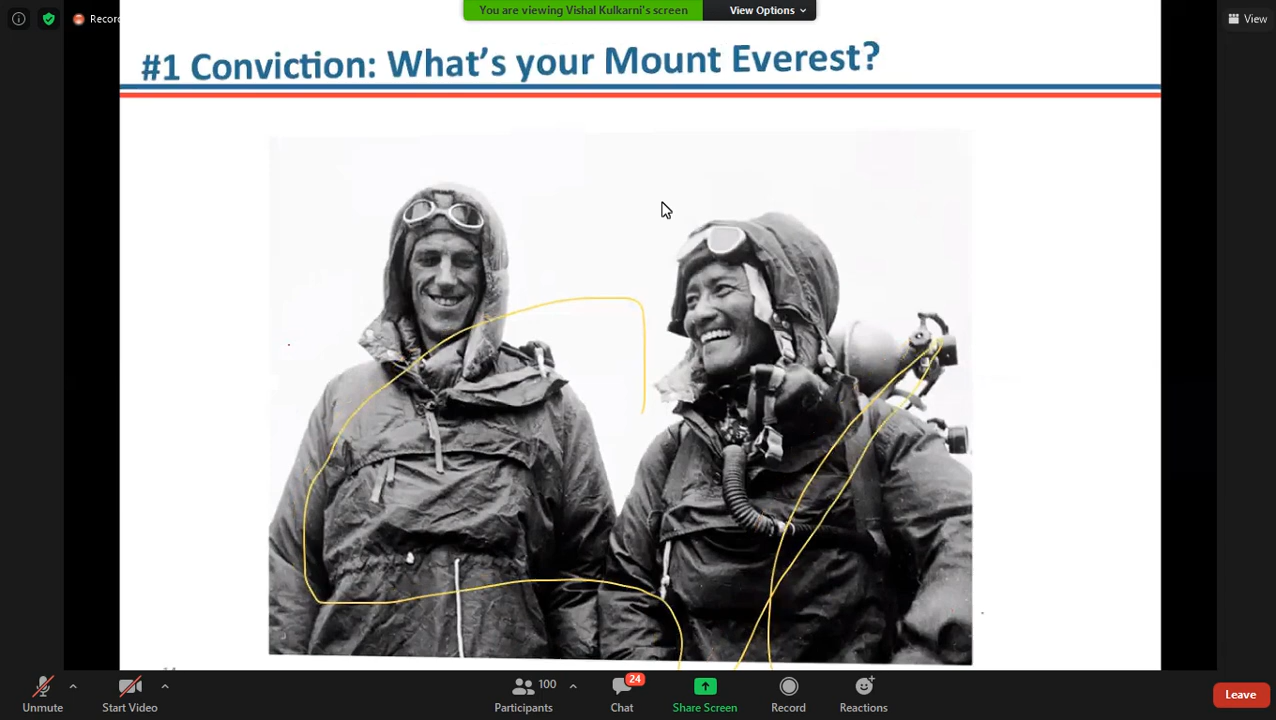 Recor
You are viewing Vishal Kulkarni's screen
View Options
View
#1 Conviction: What's your Mount Everest?
Unmute
Start Video
100
Participants
24
Chat
Share Screen
Record
Reactions
Leave